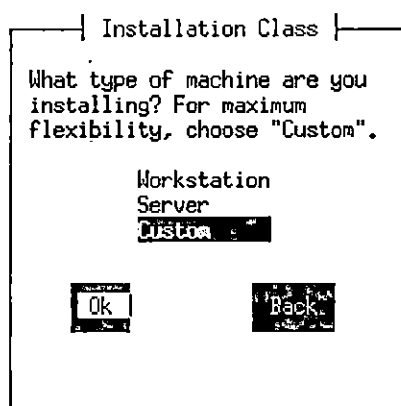 Installation Class
What type of machine are you
installing? For maximum
flexibility, choose "Custom".
Workstation
Server
Custom
Ok
Back